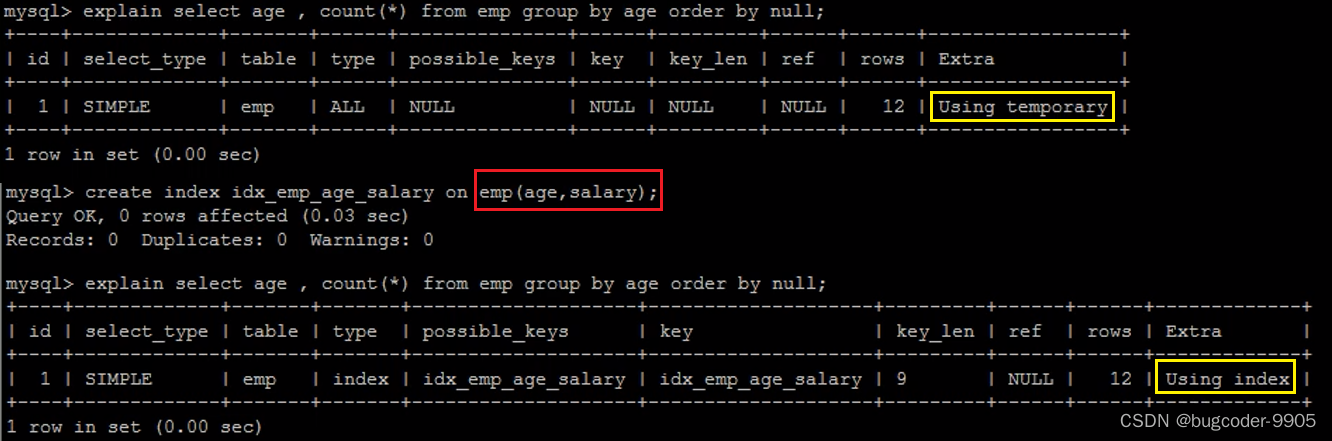 mysql> explain select age , count(*) from emp group by age order by null;
+----+-------------+-------+------+---------------+------+---------+------+------+-----------------+
| id | select_type | table | type | possible_keys | key | key_len | ref | rows | Extra |
+----+-------------+-------+------+---------------+------+---------+------+------+-----------------+
| 1 | SIMPLE | emp | ALL | NULL | NULL | NULL | NULL | 12 | Using temporary |
+----+-------------+-------+------+---------------+------+---------+------+------+-----------------+
1 row in set (0.00 sec)
mysql> create index idx_emp_age_salary on emp(age,salary);
Query OK, 0 rows affected (0.03 sec)
Records: 0 Duplicates: 0 Warnings: 0
mysql> explain select age , count(*) from emp group by age order by null;
+----+-------------+-------+-------+--------------------+--------------------+---------+------+------+-------------+
| id | select_type | table | type | possible_keys | key | key_len | ref | rows | Extra |
+----+-------------+-------+-------+--------------------+--------------------+---------+------+------+-------------+
| 1 | SIMPLE | emp | index | idx_emp_age_salary | idx_emp_age_salary | 9 | NULL | 12 | Using index |
+----+-------------+-------+-------+--------------------+--------------------+---------+------+------+-------------+
1 row in set (0.00 sec)
CSDN @bugcoder-9905